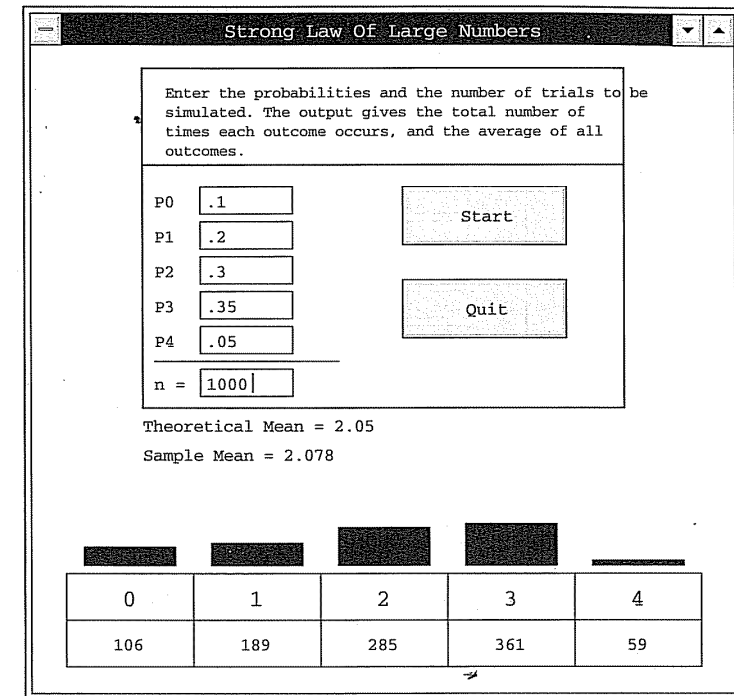 Strong Law Of Large Numbers
Enter the probabilities and the number of trials to be
simulated. The output gives the total number of
times each outcome occurs, and the average of all
outcomes.
P0 .1
Start
P1 .2
P2 .3
P3 .35
Quit
P4 .05
n = 1000
Theoretical Mean = 2.05
Sample Mean = 2.078
0 1 2 3 4
106 189 285 361 59